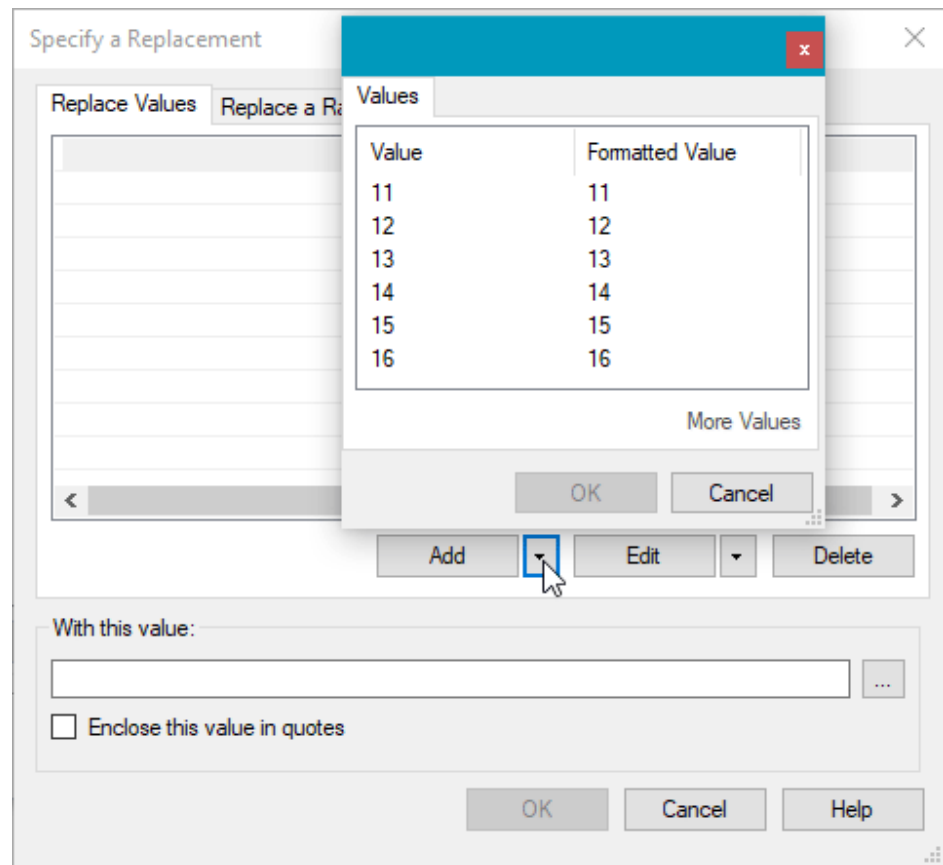 Specify a Replacement
x
Replace Values Replace a Ra
Values
Value Formatted Value
11 11
12 12
13 13
14 14
15 15
16 16
More Values
OK Cancel
Add Edit Delete
With this value:
...
Enclose this value in quotes
OK Cancel Help